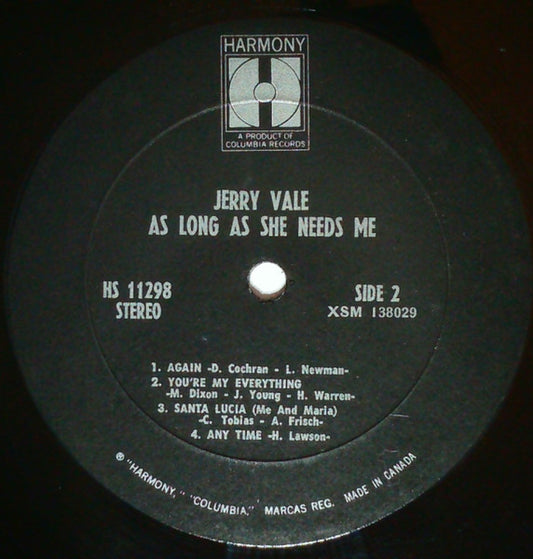 HARMONY
A PRODUCT OF
COLUMBIA RECORDS
JERRY VALE
AS LONG AS SHE NEEDS ME
HS 11298
STEREO
SIDE 2
XSM 138029
1. AGAIN -D. Cochran - L. Newman-
2. YOU'RE MY EVERYTHING
-M. Dixon - J. Young - H. Warren-
3. SANTA LUCIA (Me And Maria)
-C. Tobias - A. Frisch-
4. ANY TIME -H. Lawson-
® "HARMONY," "COLUMBIA," MARCAS REG. MADE IN CANADA